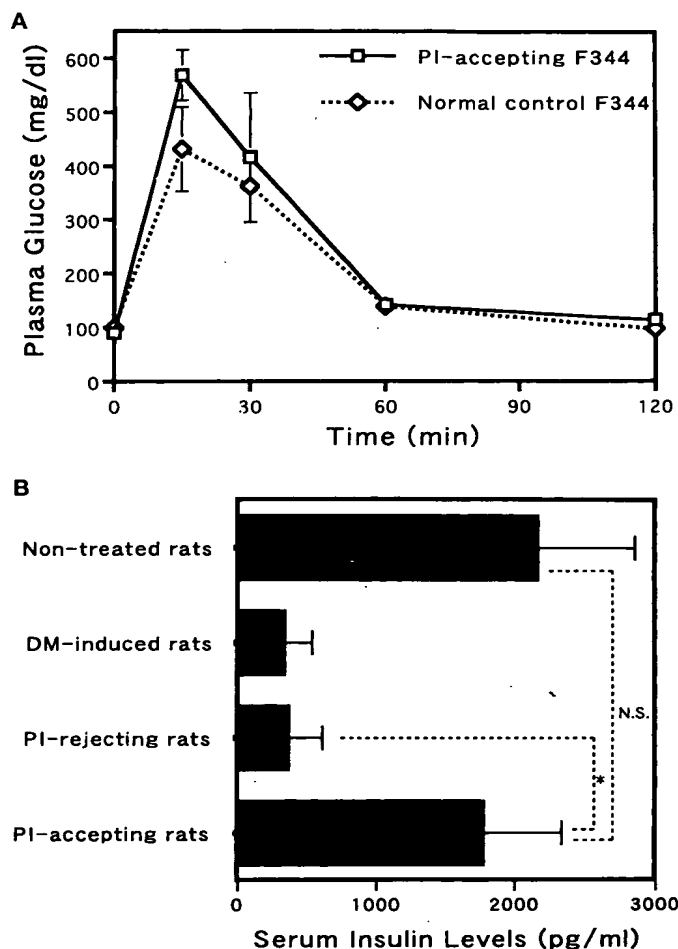 A
PI-accepting F344
Normal control F344
Plasma Glucose (mg/dl)
600
500
400
300
200
100
0
0 30 60 90 120
Time (min)
B
Non-treated rats
DM-induced rats
PI-rejecting rats
PI-accepting rats
N.S.
*
0 1000 2000 3000
Serum Insulin Levels (pg/ml)